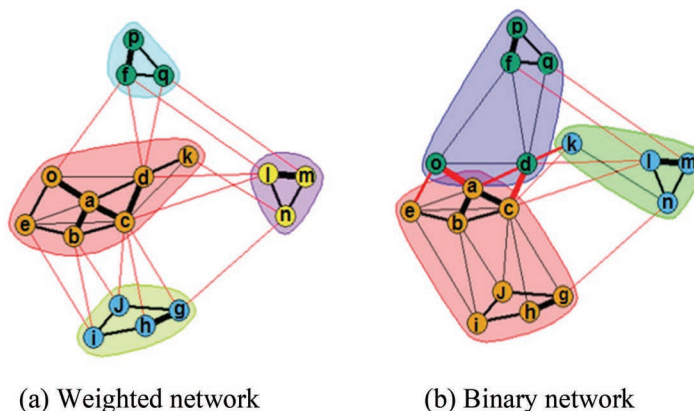 p
f q
k
o d
a
e b c
l m
n
J g
i h
p
f q
k
o d
l m
a
e b c
n
J g
i h
(a) Weighted network
(b) Binary network